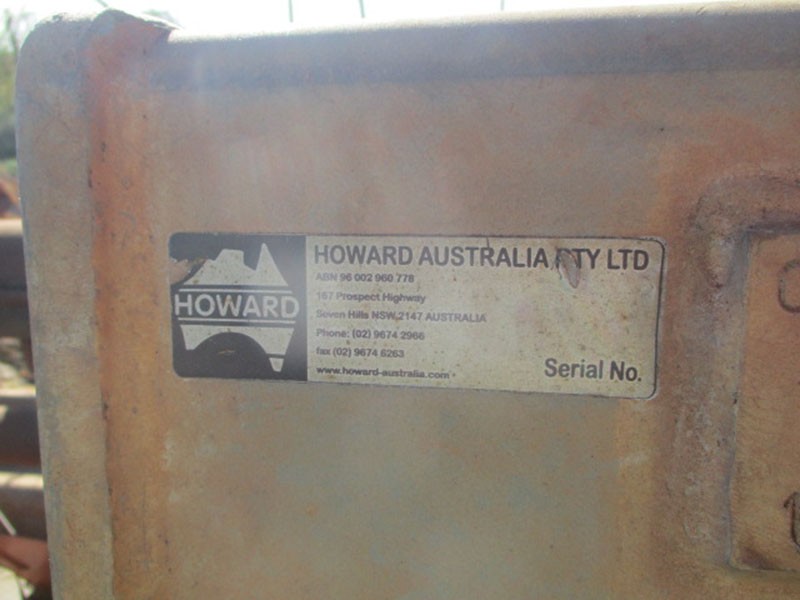 HOWARD
HOWARD AUSTRALIA PTY LTD
ABN 96 002 960 778
167 Prospect Highway
Seven Hills NSW, 2147 AUSTRALIA
Phone: (02) 9674 2966
fax (02) 9674 6263
www.howard-australia.com
Serial No.